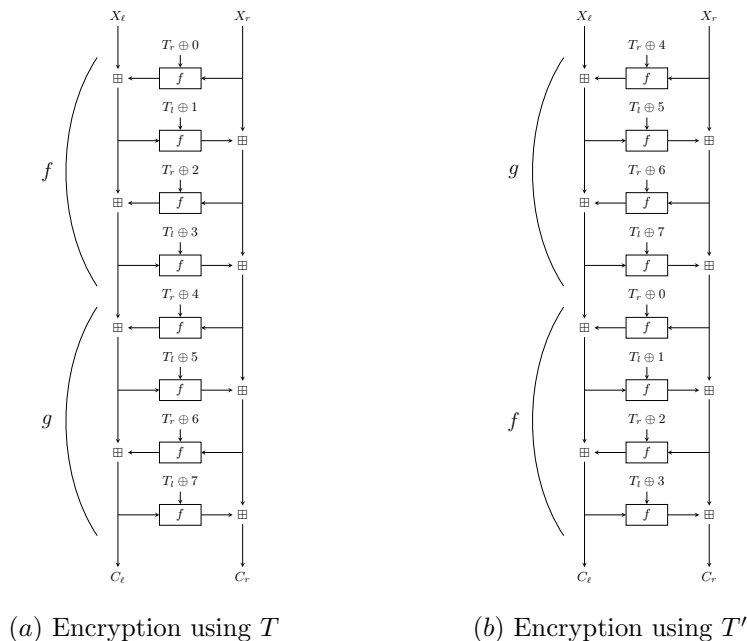 X_ℓ X_r
T_r ⊕ 0
⊞ f
T_l ⊕ 1
f ⊞
f T_r ⊕ 2
⊞ f
T_l ⊕ 3
f ⊞
T_r ⊕ 4
⊞ f
T_l ⊕ 5
f ⊞
g T_r ⊕ 6
⊞ f
T_l ⊕ 7
f ⊞
C_ℓ C_r
(a) Encryption using T
X_ℓ X_r
T_r ⊕ 4
⊞ f
T_l ⊕ 5
f ⊞
g T_r ⊕ 6
⊞ f
T_l ⊕ 7
f ⊞
T_r ⊕ 0
⊞ f
T_l ⊕ 1
f ⊞
f T_r ⊕ 2
⊞ f
T_l ⊕ 3
f ⊞
C_ℓ C_r
(b) Encryption using T′